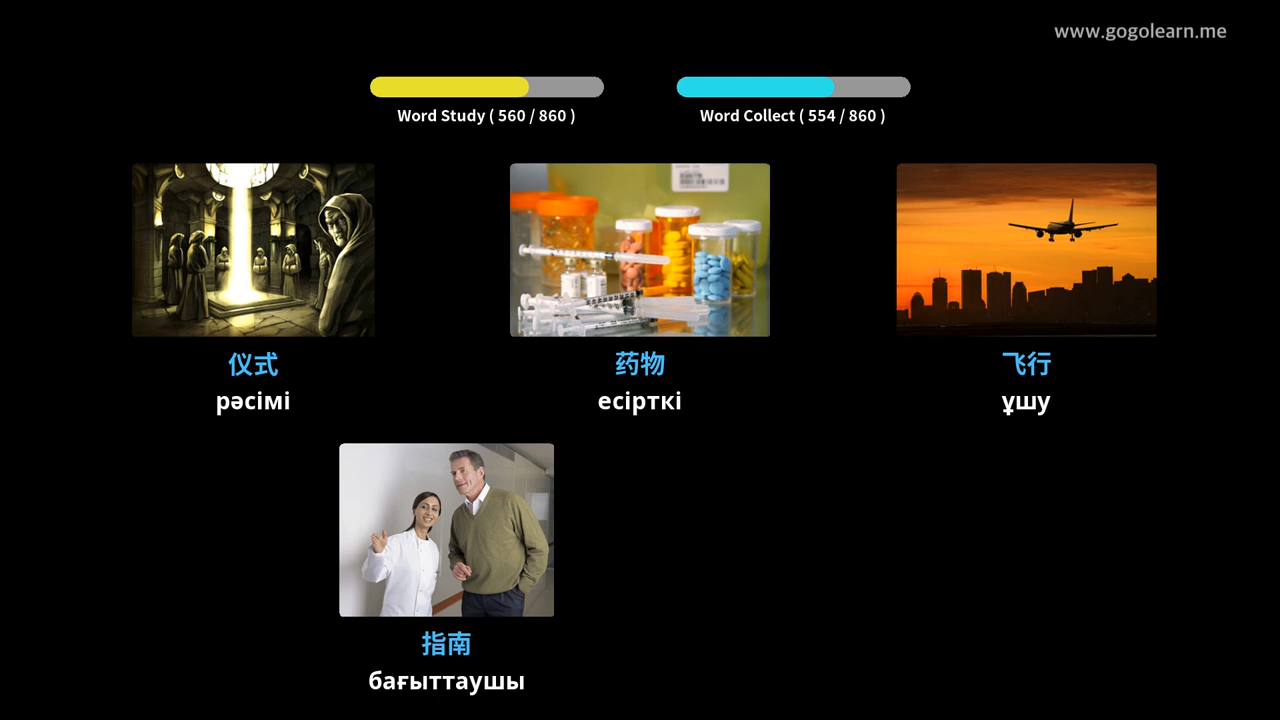 www.gogolearn.me
Word Study ( 560 / 860 )
Word Collect ( 554 / 860 )
仪式
рәсімі
药物
есірткі
飞行
ұшу
指南
бағыттаушы